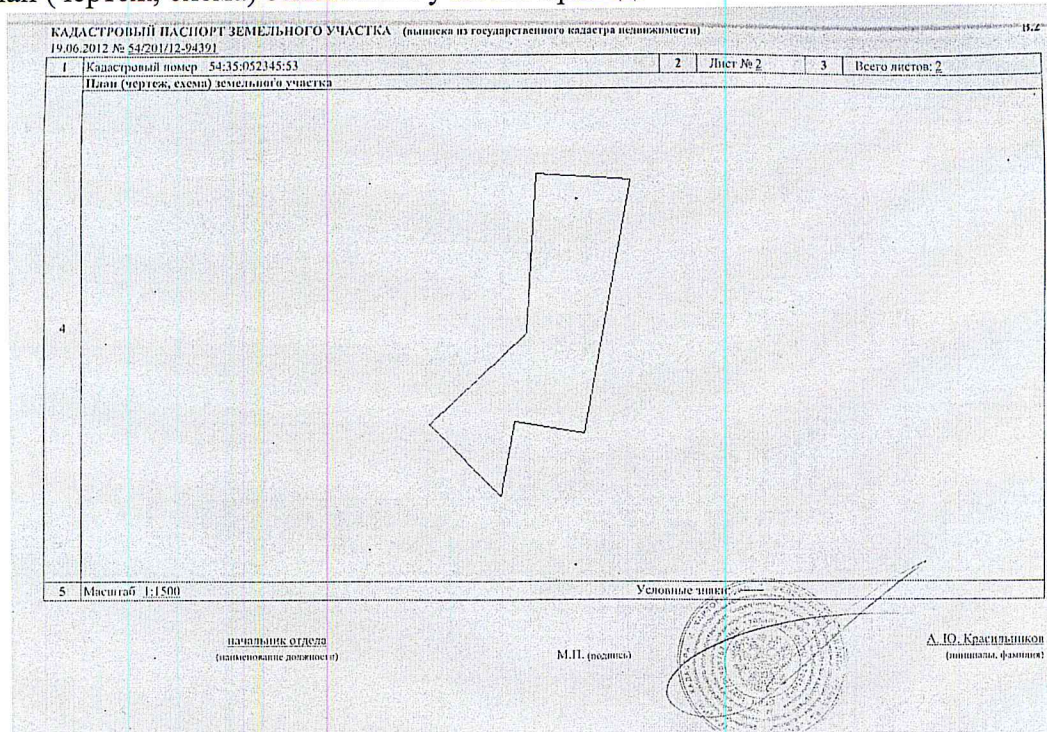 КАДАСТРОВЫЙ ПАСПОРТ ЗЕМЕЛЬНОГО УЧАСТКА (выписка из государственного кадастра недвижимости) В.2
19.06.2012 № 54/201/12-94391
1 Кадастровый номер 54:35:052345:53 2 Лист № 2 3 Всего листов: 2
План (чертеж, схема) земельного участка
4
5 Масштаб 1:1500 Условные знаки:
начальник отдела М.П. (подпись) А. Ю. Красильников
(наименование должности) (инициалы, фамилия)